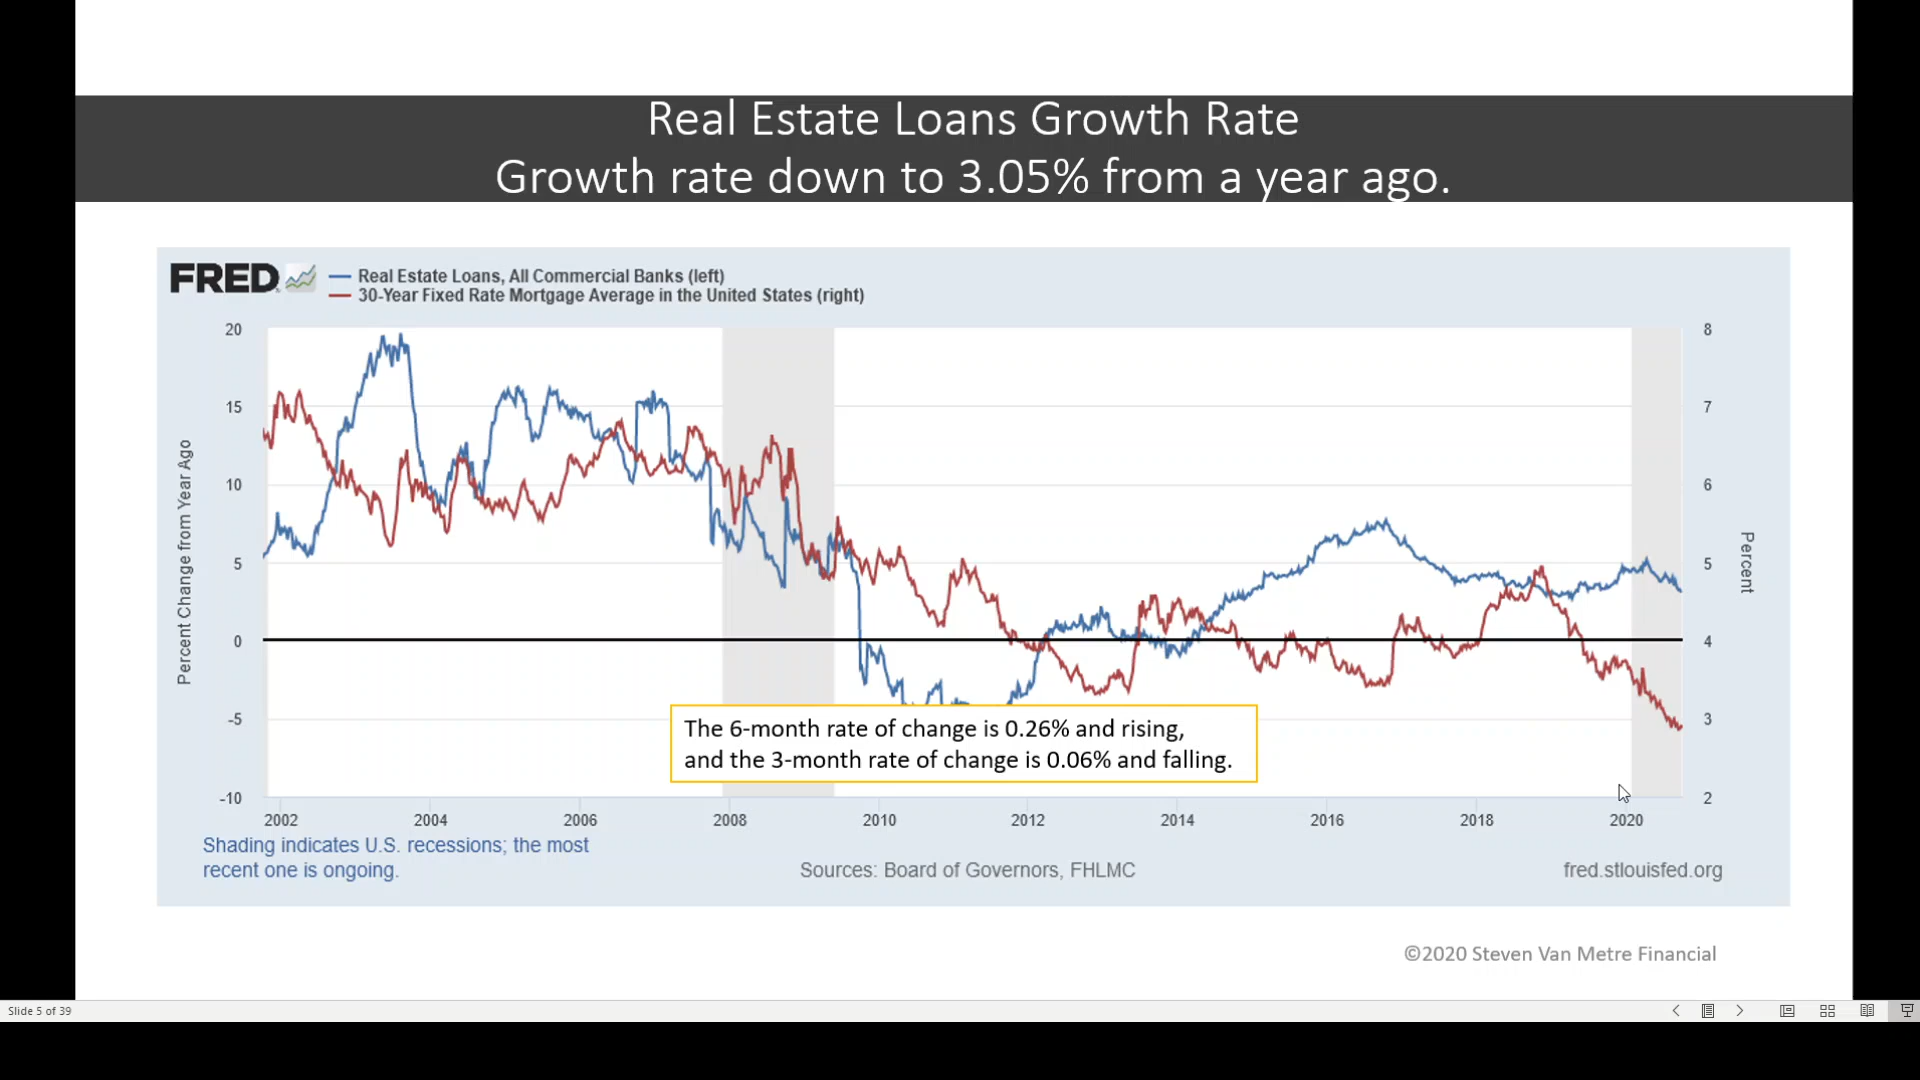 Real Estate Loans Growth Rate
Growth rate down to 3.05% from a year ago.
FRED
Real Estate Loans, All Commercial Banks (left)
30-Year Fixed Rate Mortgage Average in the United States (right)
20
15
10
5
0
-5
-10
Percent Change from Year Ago
8
7
6
5
4
3
2
Percent
The 6-month rate of change is 0.26% and rising,
and the 3-month rate of change is 0.06% and falling.
2002 2004 2006 2008 2010 2012 2014 2016 2018 2020
Shading indicates U.S. recessions; the most
recent one is ongoing.
Sources: Board of Governors, FHLMC
fred.stlouisfed.org
©2020 Steven Van Metre Financial
Slide 5 of 39